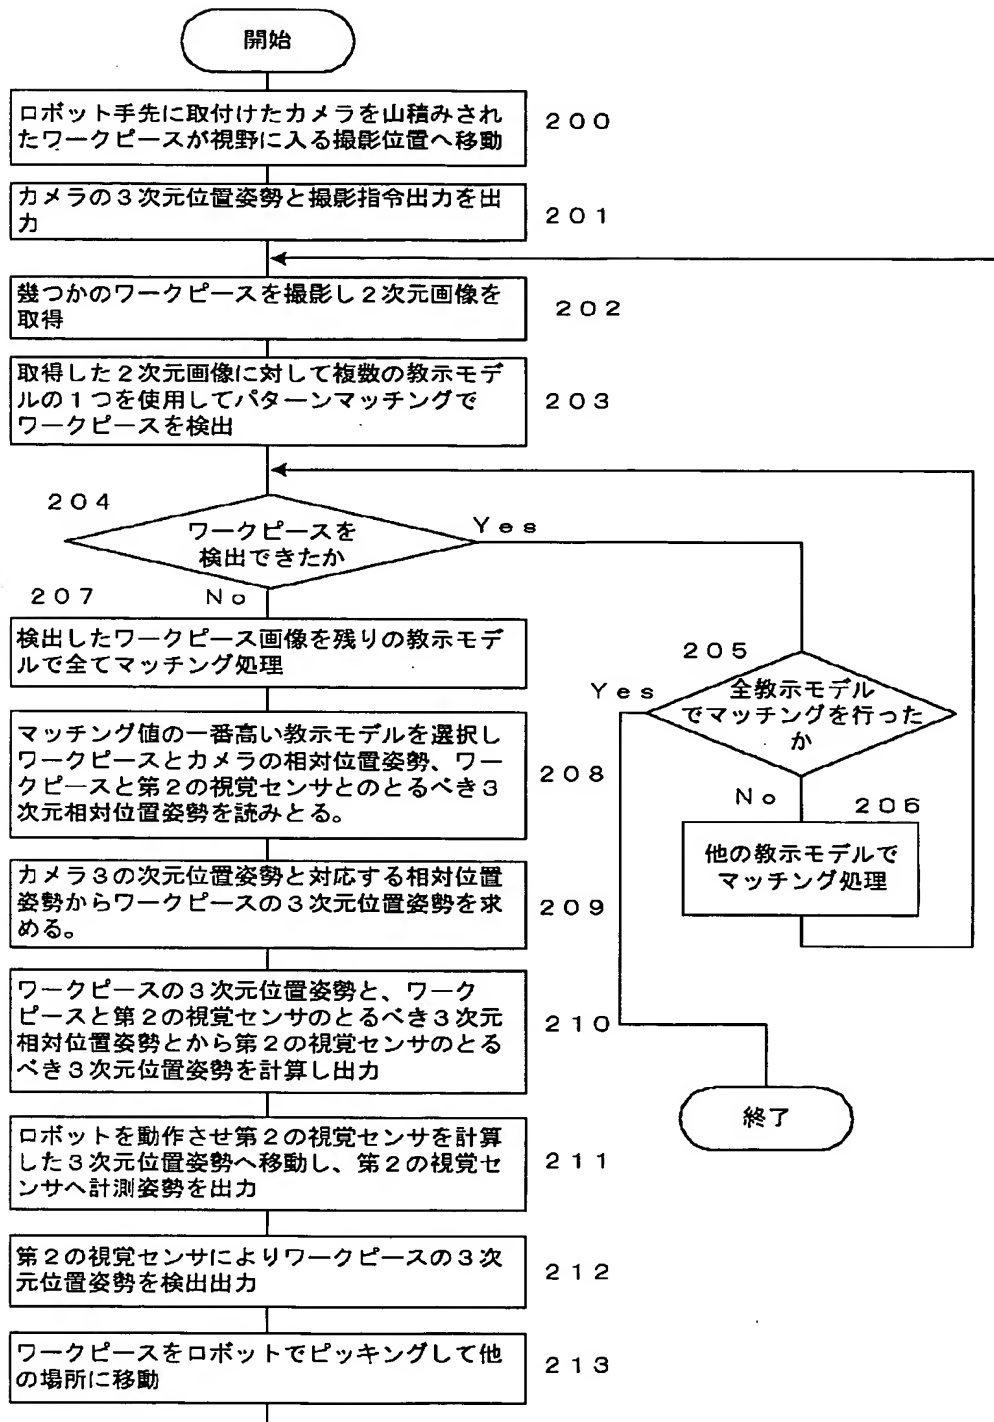 開始
ロボット手先に取付けたカメラを山積みされ
たワークピースが視野に入る撮影位置へ移動
200
カメラの3次元位置姿勢と撮影指令出力を出
力
201
幾つかのワークピースを撮影し2次元画像を
取得
202
取得した2次元画像に対して複数の教示モデ
ルの1つを使用してパターンマッチングで
ワークピースを検出
203
204
ワークピースを
検出できたか
Yes
207
No
検出したワークピース画像を残りの教示モデ
ルで全てマッチング処理
205
Yes
全教示モデル
でマッチングを行った
か
No
206
他の教示モデルで
マッチング処理
マッチング値の一番高い教示モデルを選択し
ワークピースとカメラの相対位置姿勢、ワー
クピースと第2の視覚センサとのとるべき3
次元相対位置姿勢を読みとる。
208
カメラ3の次元位置姿勢と対応する相対位置
姿勢からワークピースの3次元位置姿勢を求
める。
209
ワークピースの3次元位置姿勢と、ワーク
ピースと第2の視覚センサのとるべき3次元
相対位置姿勢とから第2の視覚センサのとる
べき3次元位置姿勢を計算し出力
210
終了
ロボットを動作させ第2の視覚センサを計算
した3次元位置姿勢へ移動し、第2の視覚セ
ンサへ計測姿勢を出力
211
第2の視覚センサによりワークピースの3次
元位置姿勢を検出出力
212
ワークピースをロボットでピッキングして他
の場所に移動
213